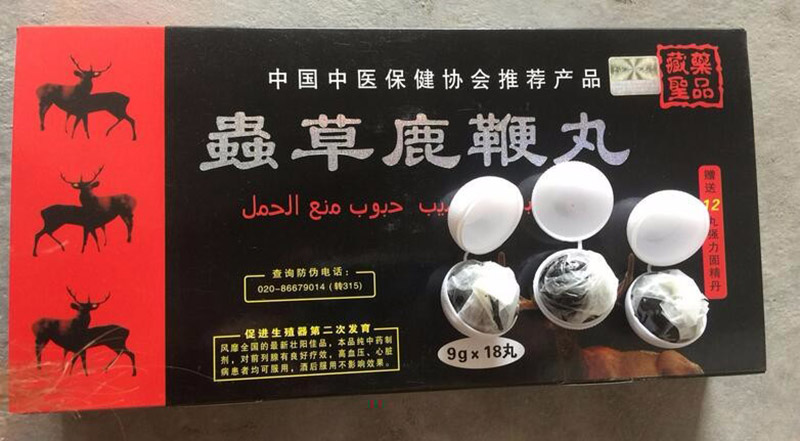 中国中医保健协会推荐产品
藏藥
聖品
蟲草鹿鞭丸
حبوب منع الحمل
赠送12丸强力固精丹
查询防伪电话：
020-86679014（转315）
促进生殖器第二次发育
风靡全国的最新壮阳佳品，本品纯中药制
剂，对前列腺有良好疗效，高血压、心脏
病患者均可服用，酒后服用不影响效果。
9g×18丸